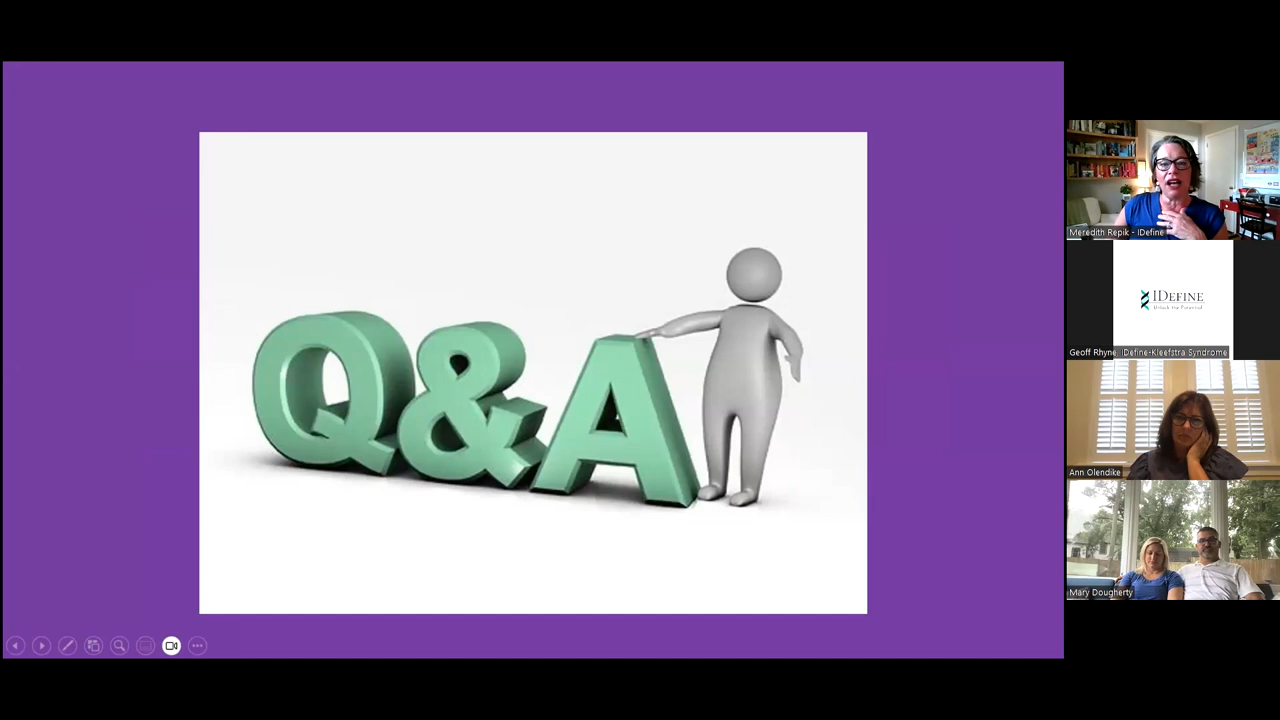 Q&A
Meredith Repik - IDefine
IDEFINE
Unlock the Potential
Geoff Rhyne. IDefine-Kleefstra Syndrome
Ann Olendike
Mary Dougherty